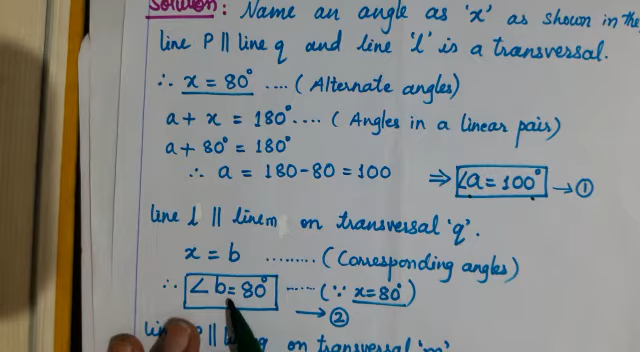 Solution: Name an angle as 'x' as shown in the
line P || line q and line 'l' is a transversal.
∴ x = 80° .... (Alternate angles)
a + x = 180° .... (Angles in a linear pair)
a + 80° = 180°
∴ a = 180 - 80 = 100 ⇒ ∠a = 100° → ①
line l || line m on transversal 'q'.
x = b ......... (Corresponding angles)
∴ ∠b = 80° ..... (∵ x = 80°)
→ ②
on transversal 'm'